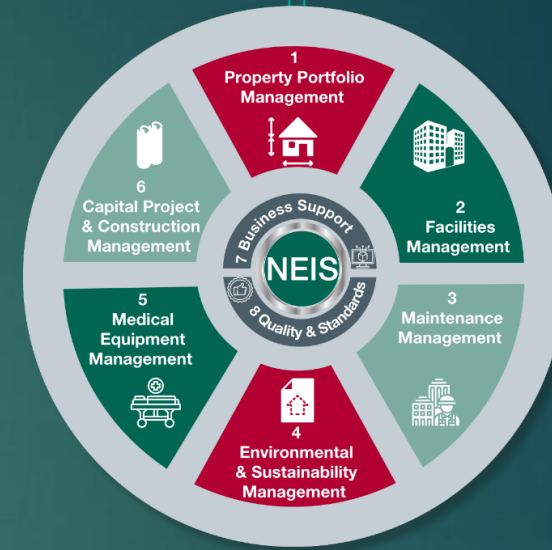 1
Property Portfolio
Management
2
Facilities
Management
3
Maintenance
Management
4
Environmental
& Sustainability
Management
5
Medical
Equipment
Management
6
Capital Project
& Construction
Management
7 Business Support
NEIS
8 Quality & Standards